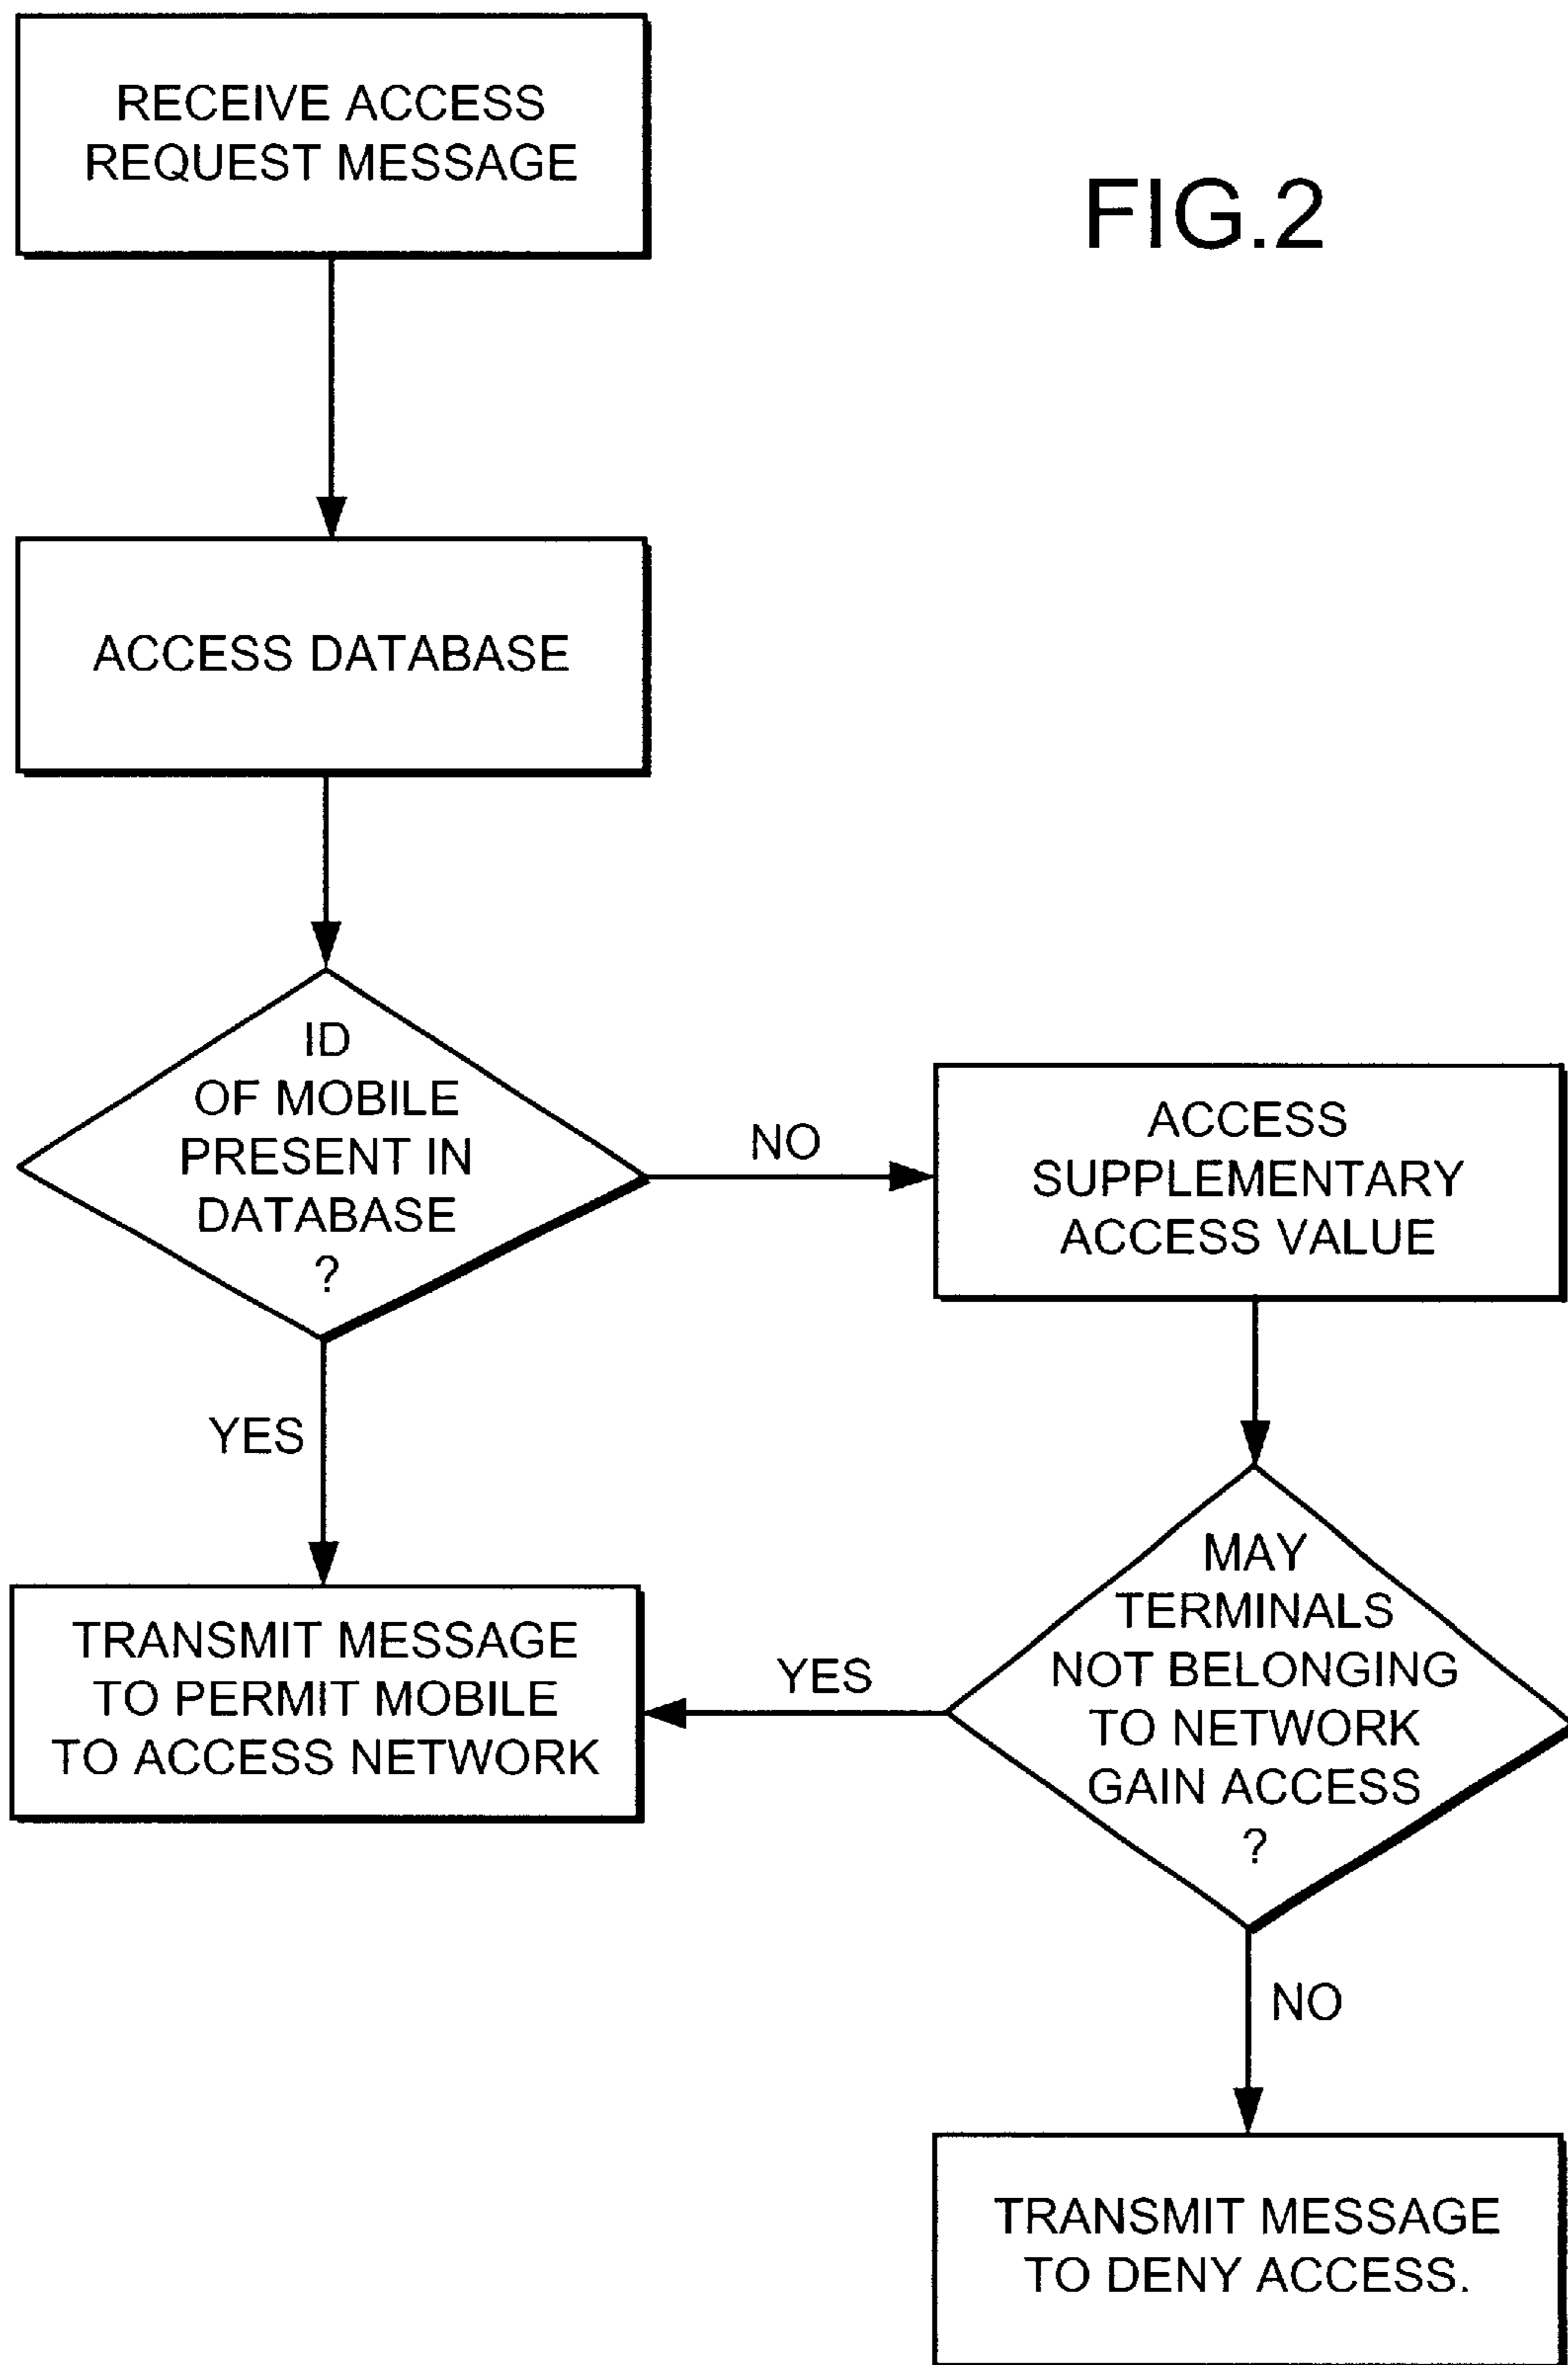 RECEIVE ACCESS
REQUEST MESSAGE
FIG.2
ACCESS DATABASE
ID
OF MOBILE
PRESENT IN
DATABASE
?
NO
ACCESS
SUPPLEMENTARY
ACCESS VALUE
YES
MAY
TERMINALS
NOT BELONGING
TO NETWORK
GAIN ACCESS
?
YES
TRANSMIT MESSAGE
TO PERMIT MOBILE
TO ACCESS NETWORK
NO
TRANSMIT MESSAGE
TO DENY ACCESS.